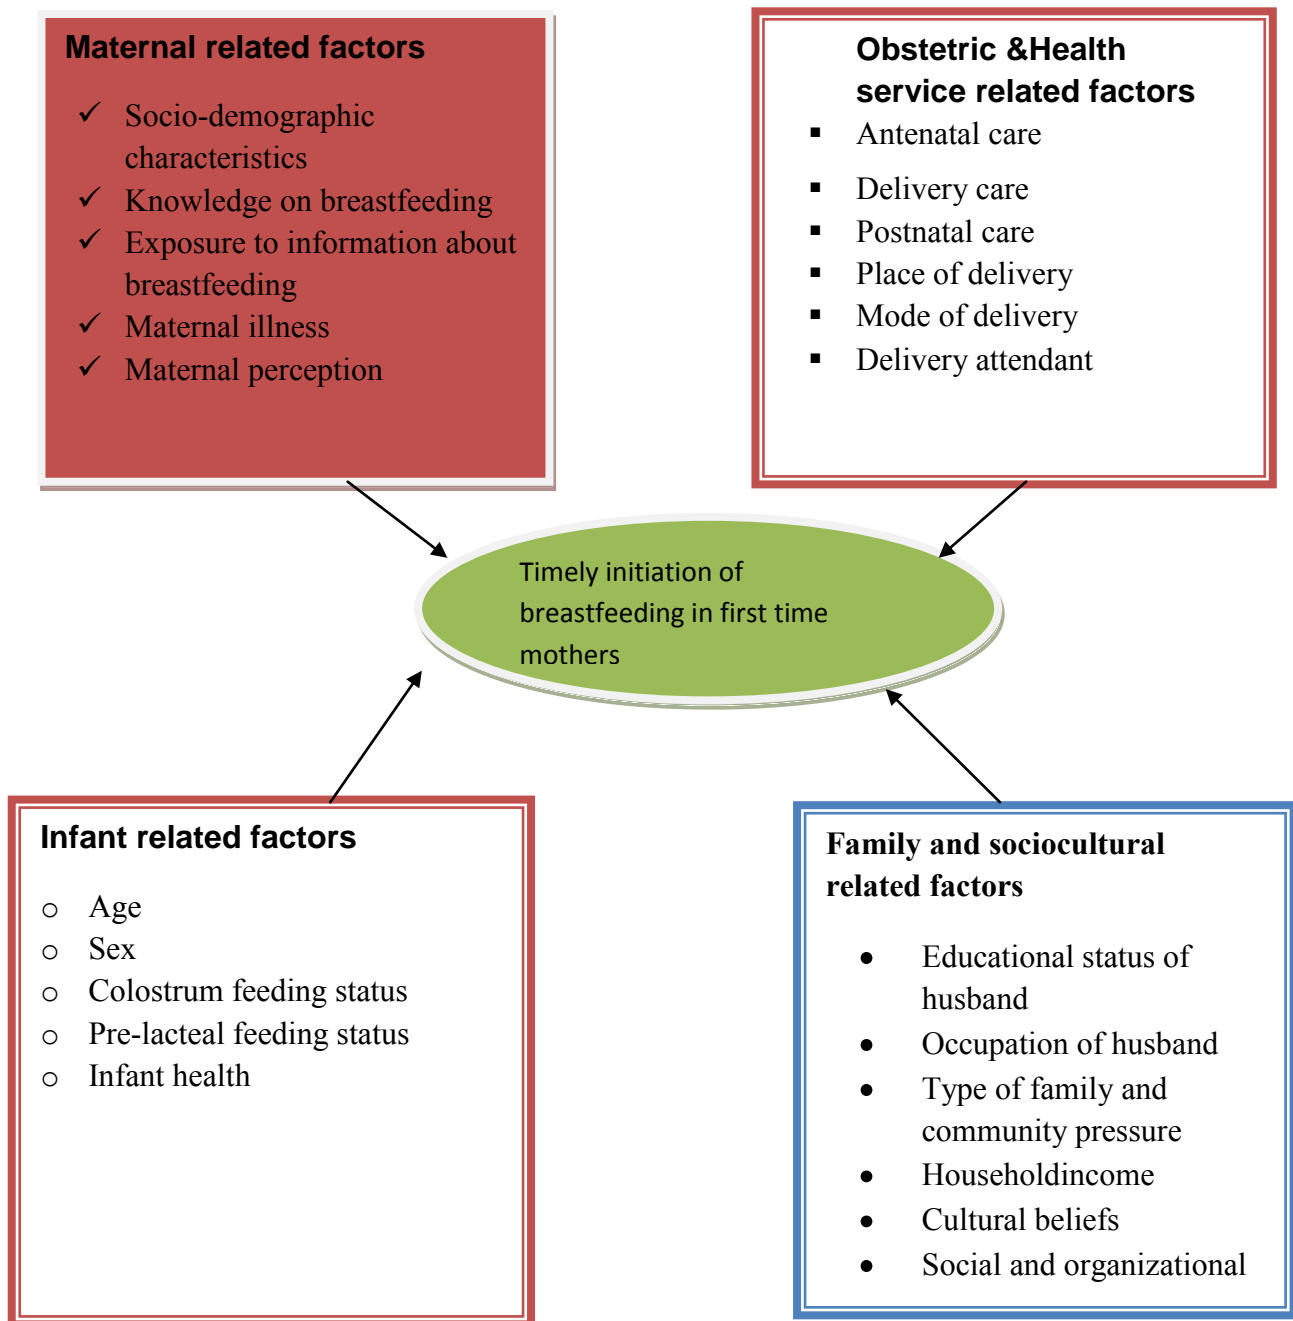 Maternal related factors
✓ Socio-demographic
characteristics
✓ Knowledge on breastfeeding
✓ Exposure to information about
breastfeeding
✓ Maternal illness
✓ Maternal perception
Obstetric &Health
service related factors
▪ Antenatal care
▪ Delivery care
▪ Postnatal care
▪ Place of delivery
▪ Mode of delivery
▪ Delivery attendant
Timely initiation of
breastfeeding in first time
mothers
Infant related factors
o Age
o Sex
o Colostrum feeding status
o Pre-lacteal feeding status
o Infant health
Family and sociocultural
related factors
• Educational status of
husband
• Occupation of husband
• Type of family and
community pressure
• Householdincome
• Cultural beliefs
• Social and organizational